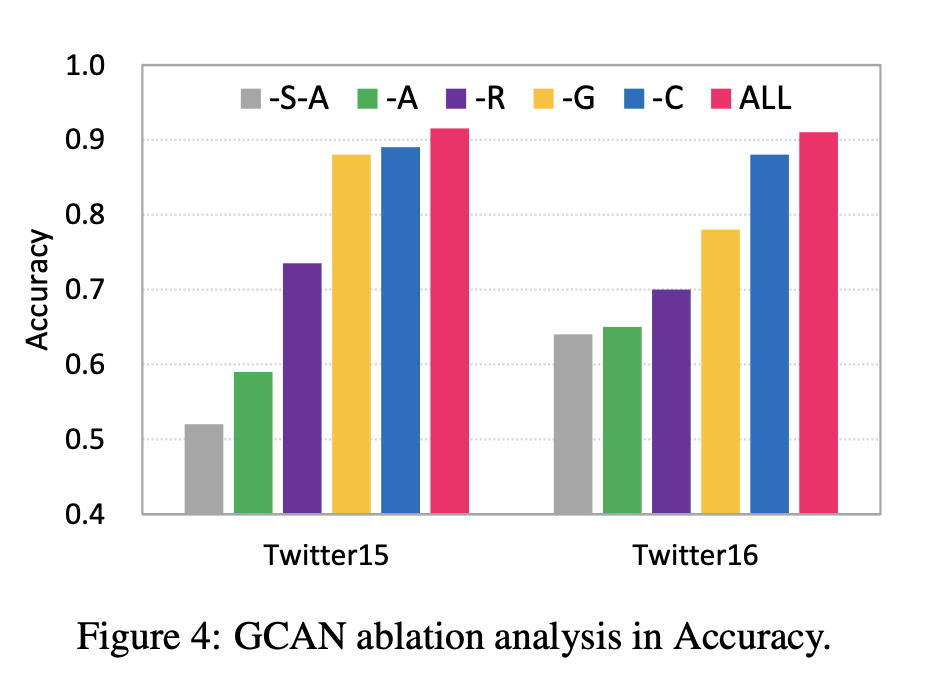 1.0
-S-A -A -R -G -C ALL
0.9
0.8
0.7
0.6
0.5
0.4
Accuracy
Twitter15 Twitter16
Figure 4: GCAN ablation analysis in Accuracy.